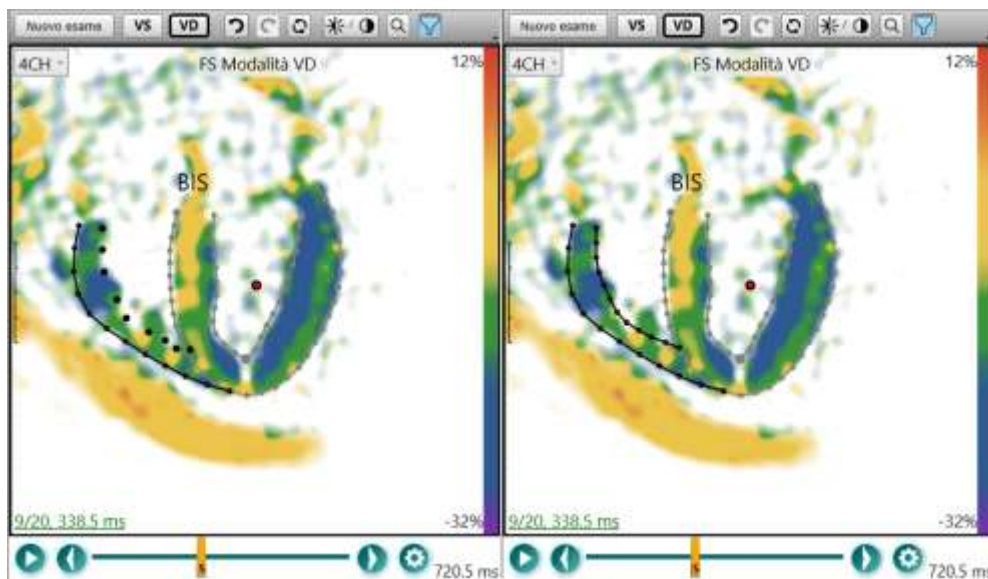 Nuovo esame VS VD
4CH FS Modalità VD 12%
BIS
9/20, 338.5 ms -32%
S
720.5 ms
Nuovo esame VS VD
4CH FS Modalità VD 12%
BIS
9/20, 338.5 ms -32%
S
720.5 ms